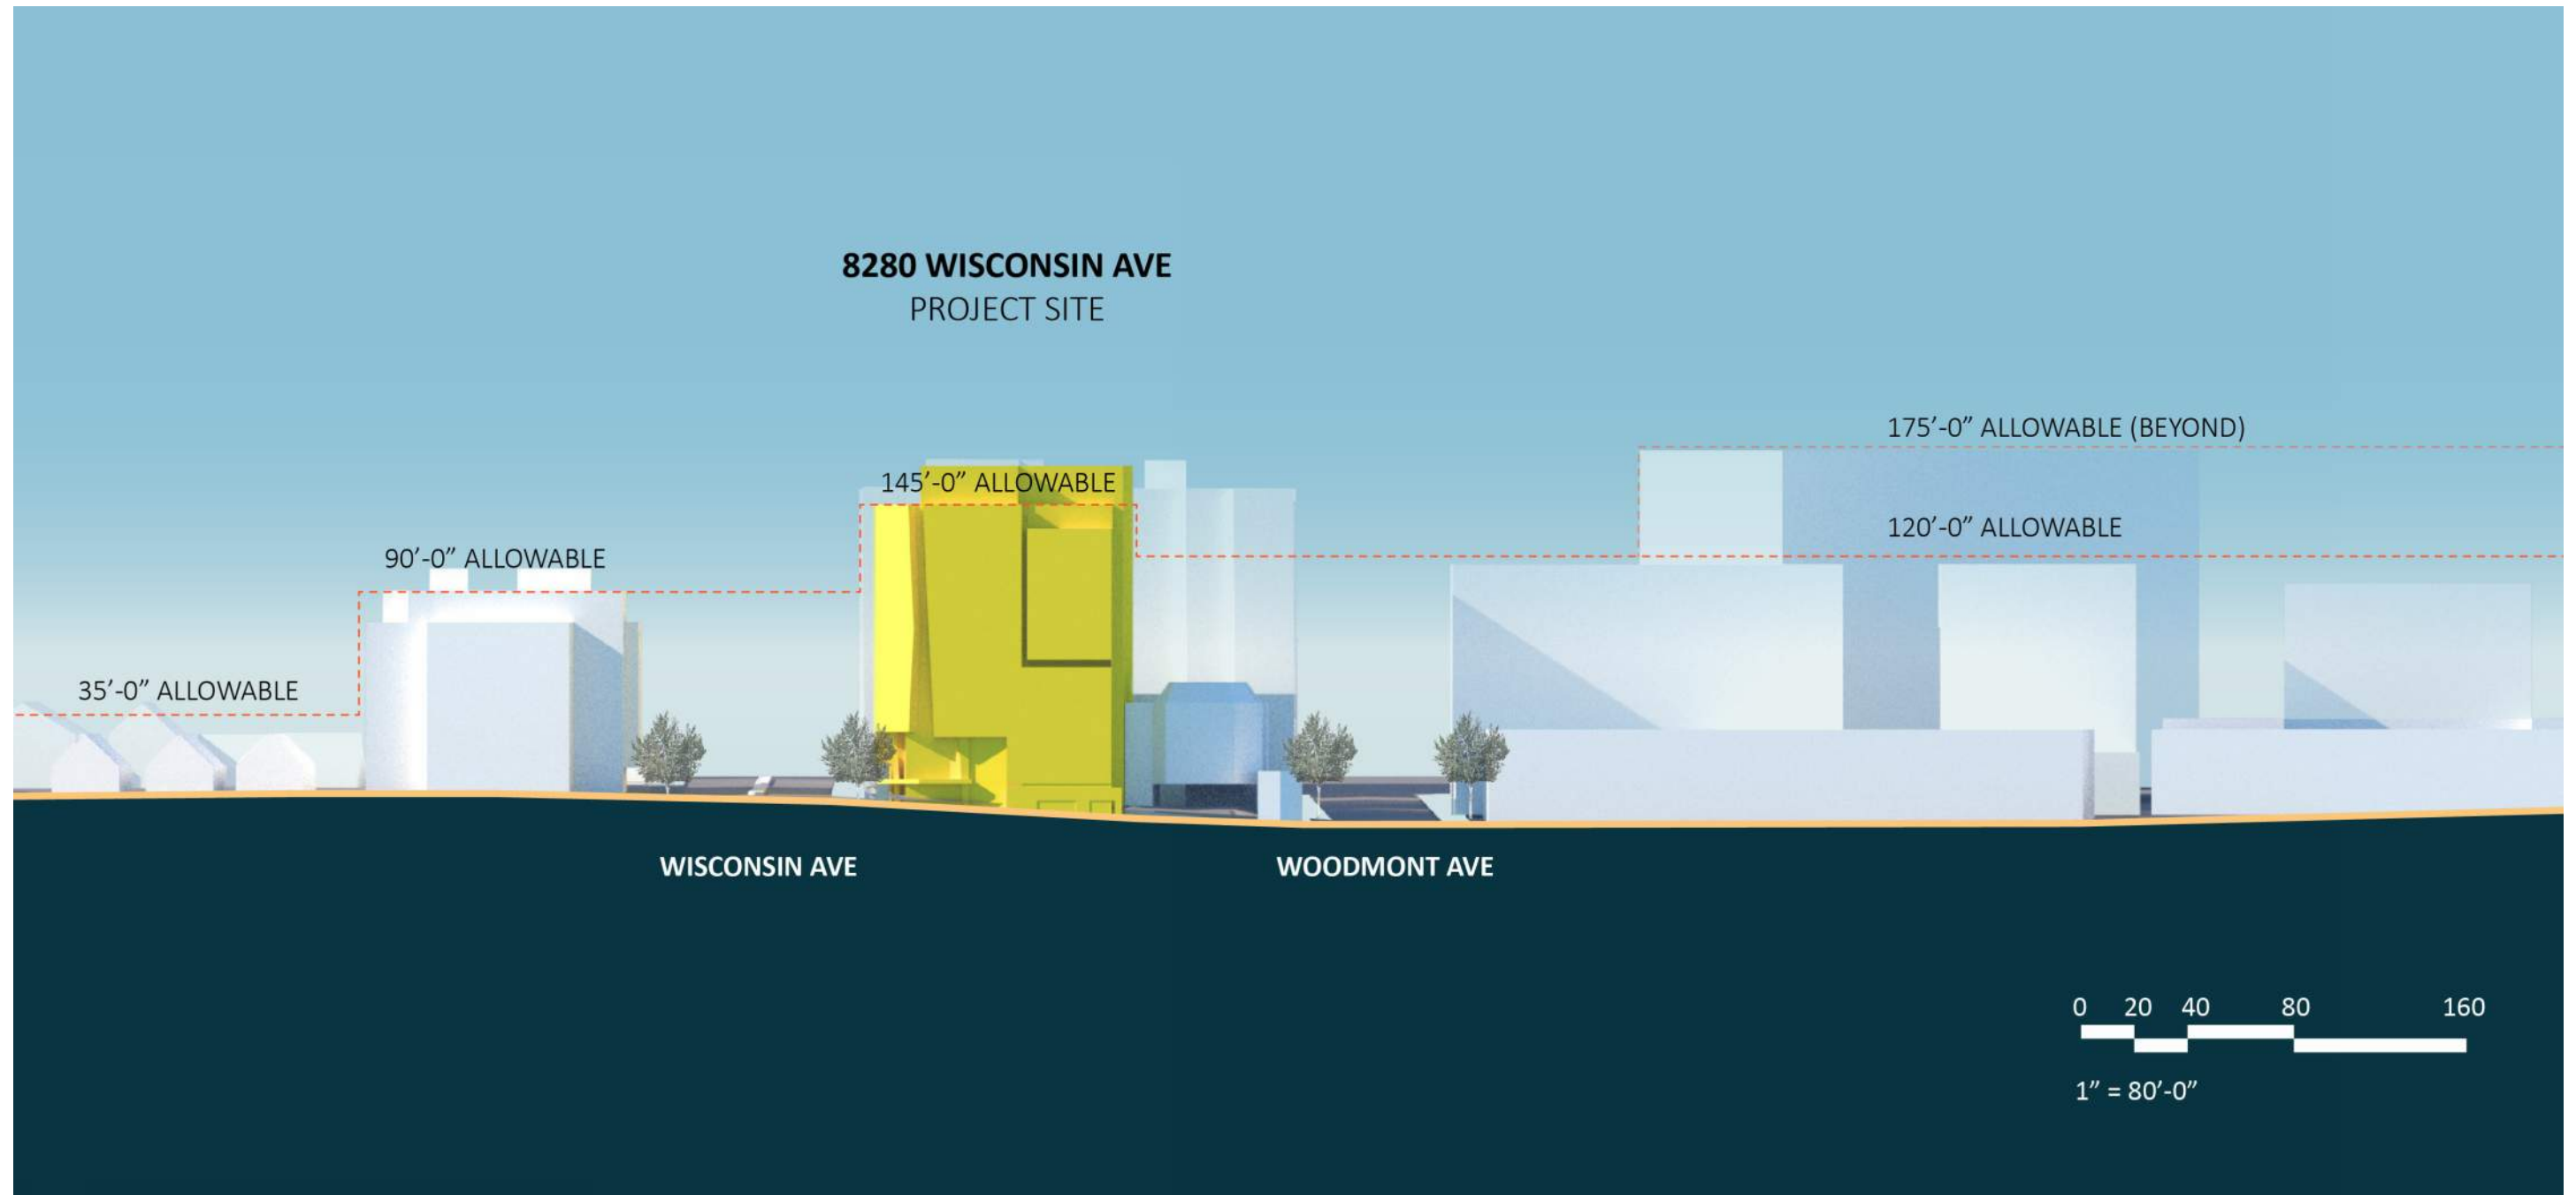 8280 WISCONSIN AVE
PROJECT SITE
175’-0” ALLOWABLE (BEYOND)
145’-0” ALLOWABLE
120’-0” ALLOWABLE
90’-0” ALLOWABLE
35’-0” ALLOWABLE
WISCONSIN AVE
WOODMONT AVE
0 20 40 80 160
1” = 80’-0”